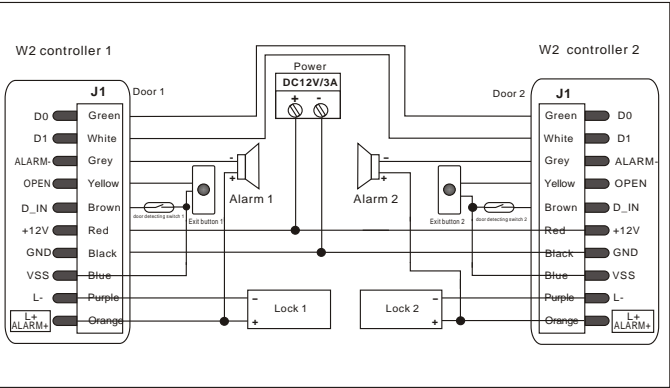 W2 controller 1
W2 controller 2
Power
DC12V/3A
+ -
J1
Door 1
Door 2
J1
D0 Green
D1 White
ALARM- Grey
OPEN Yellow
D_IN Brown
+12V Red
GND Black
VSS Blue
L- Purple
L+
ALARM+
Orange
-
+
Alarm 1
-
+
Alarm 2
Exit button 1
door detecting switch 1
Exit button 2
door detecting switch 2
-
Lock 1
+
-
Lock 2
+
Green D0
White D1
Grey ALARM-
Yellow OPEN
Brown D_IN
Red +12V
Black GND
Blue VSS
Purple L-
Orange
L+
ALARM+